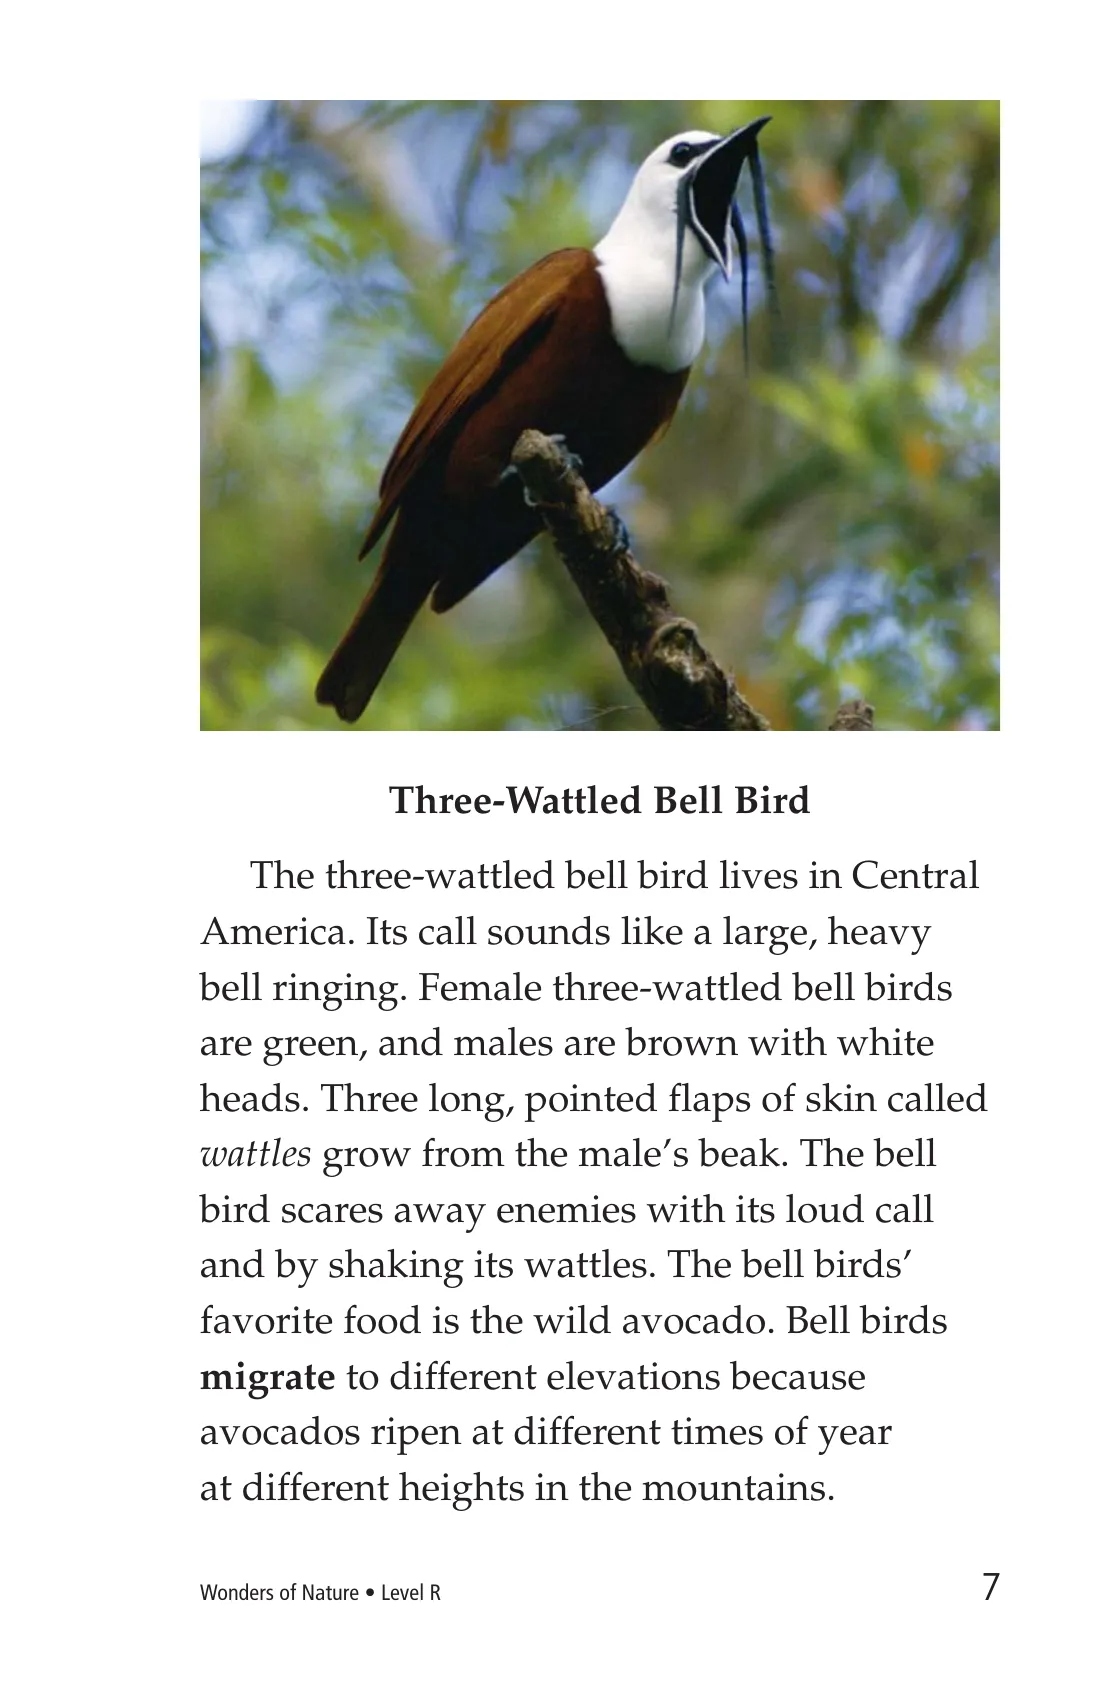 Three-Wattled Bell Bird
The three-wattled bell bird lives in Central
America. Its call sounds like a large, heavy
bell ringing. Female three-wattled bell birds
are green, and males are brown with white
heads. Three long, pointed flaps of skin called
wattles grow from the male’s beak. The bell
bird scares away enemies with its loud call
and by shaking its wattles. The bell birds’
favorite food is the wild avocado. Bell birds
migrate to different elevations because
avocados ripen at different times of year
at different heights in the mountains.
Wonders of Nature • Level R
7